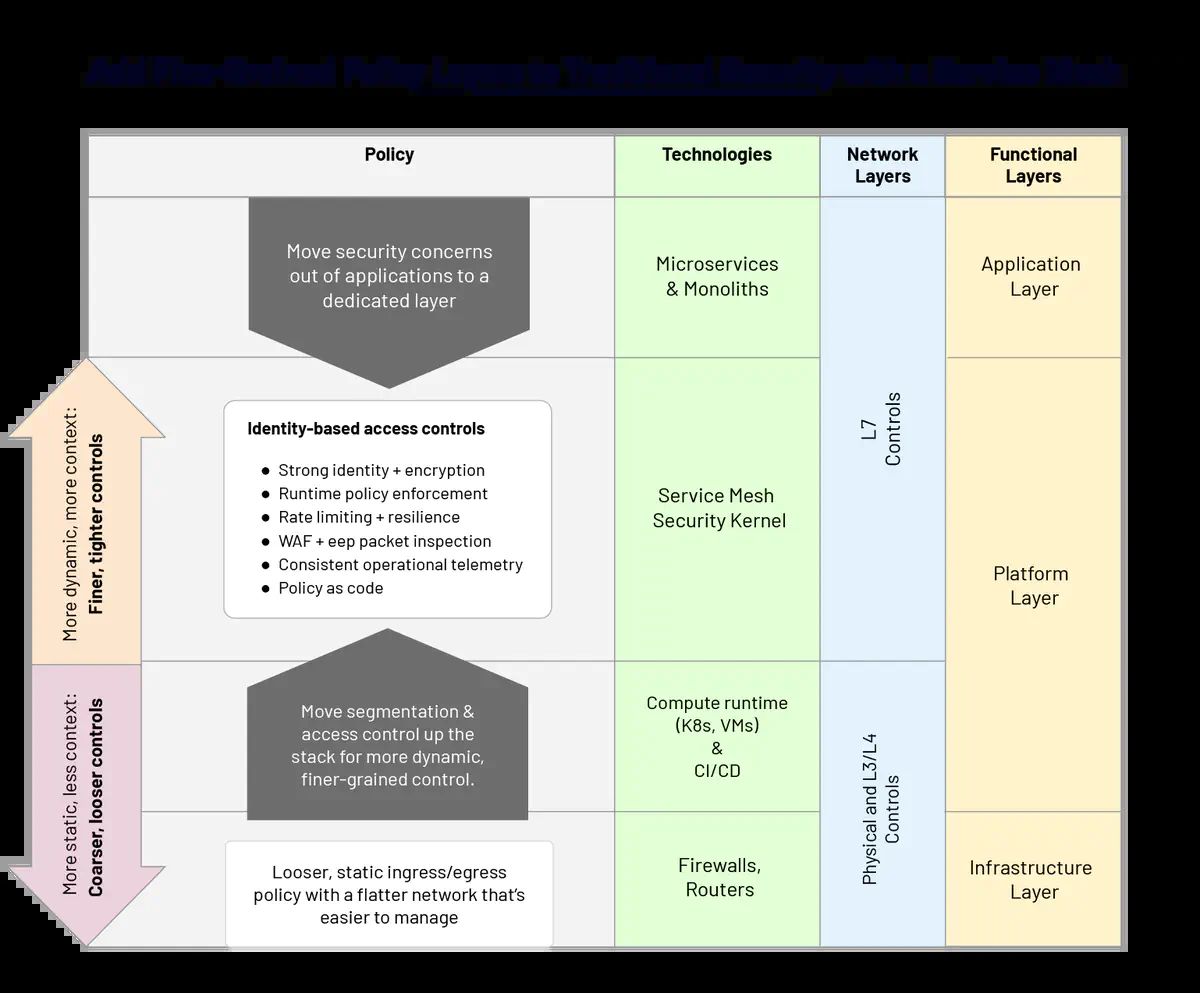 Add Fine-Grained Policy Layers to Traditional Security with a Service Mesh
Policy
Technologies
Network
Layers
Functional
Layers
Move security concerns
out of applications to a
dedicated layer
Microservices
& Monoliths
Application
Layer
More dynamic, more context:
Finer, tighter controls
Identity-based access controls
● Strong identity + encryption
● Runtime policy enforcement
● Rate limiting + resilience
● WAF + eep packet inspection
● Consistent operational telemetry
● Policy as code
Service Mesh
Security Kernel
L7
Controls
Platform
Layer
More static, less context:
Coarser, looser controls
Move segmentation &
access control up the
stack for more dynamic,
finer-grained control.
Compute runtime
(K8s, VMs)
&
CI/CD
Physical and L3/L4
Controls
Looser, static ingress/egress
policy with a flatter network that's
easier to manage
Firewalls,
Routers
Infrastructure
Layer